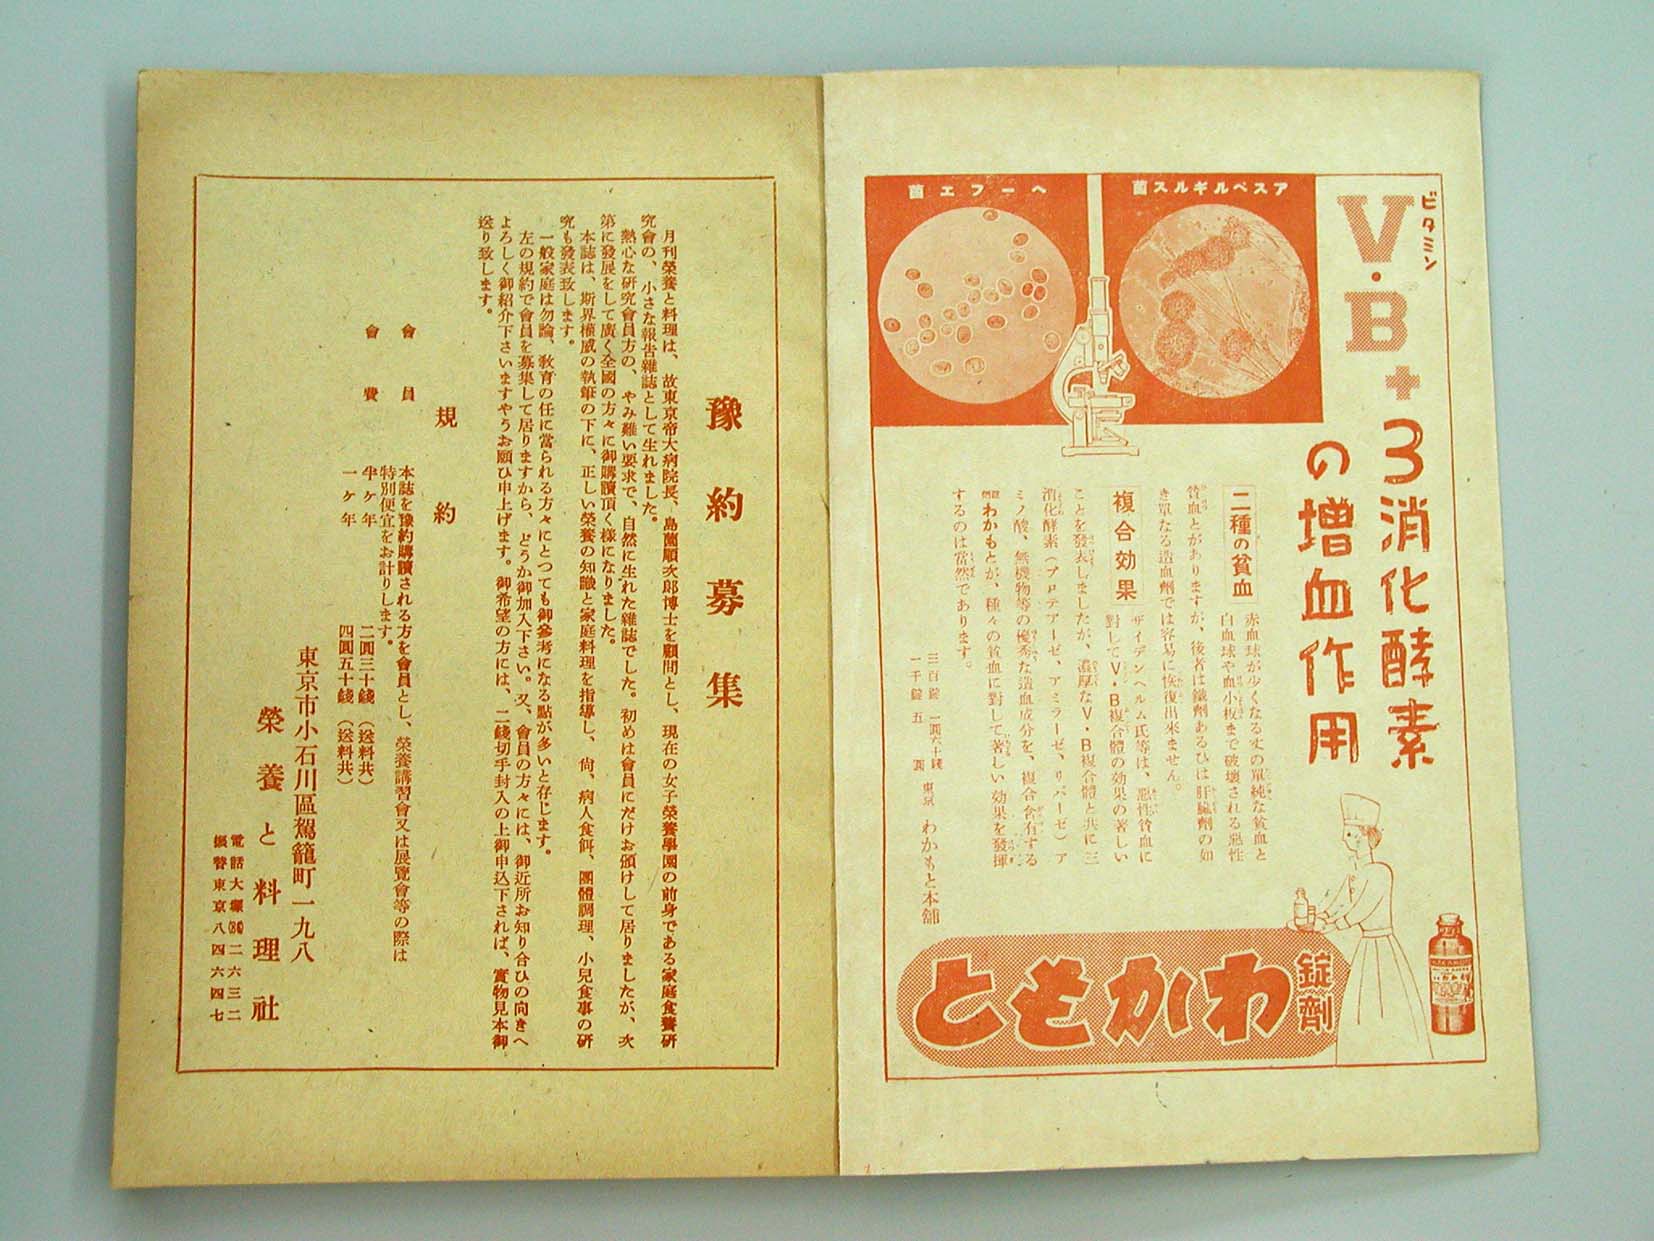 ビタミン
V・B+3消化酵素
の増血作用
アスペルギルス菌
ヘーフエ菌
二種の貧血
赤血球が少くなる丈の單純な貧血と
白血球や血小板まで破壞される惡性
貧血とがありますが、後者は鐵劑あるひは肝臟劑の如
き單なる造血劑では容易に恢復出來ません。
複合効果
ザイデンヘルム氏等は、惡性貧血に
對してV・B複合體の効果の著しい
ことを發表しましたが、濃厚なV・B複合體と共に三
消化酵素（プロテアーゼ、アミラーゼ、リパーゼ）ア
ミノ酸、無機物等の優秀な造血成分を、複合含有する
錠劑わかもとが、種々の貧血に對して著しい効果を發揮
するのは當然であります。
三百錠 一圓六十錢
一千錠 五圓
東京 わかもと本舗
錠劑
わかもと
豫約募集
月刊榮養と料理は、故東京帝大病院長、島薗順次郎博士を顧問とし、現在の女子榮養學園の前身である家庭食養研
究會の、小さな報告雜誌として生れました。
熱心な研究會員方の、やみ難い要求で、自然に生れた雜誌でした。初めは會員にだけお頒けして居りましたが、次
第に發展をして廣く全國の方々に御購讀頂く様になりました。
本誌は、斯界權威の執筆の下に、正しい榮養の知識と家庭料理を指導し、尙、病人食餌、團體調理、小兒食事の研
究も發表致します。
一般家庭は勿論、敎育の任に當られる方々にとつても御參考になる點が多いと存じます。
左の規約で會員を募集して居りますから、どうか御加入下さい。又、會員の方々には、御近所お知り合ひの向きへ
よろしく御紹介下さいますやうお願ひ申上げます。御希望の方には、二錢切手封入の上御申込下されば、實物見本御
送り致します。
規約
會員 本誌を豫約購讀される方を會員とし、榮養講習會又は展覽會等の際は
特別便宜をお計りします。
會費 半ヶ年 二圓三十錢（送料共）
一ヶ年 四圓五十錢（送料共）
東京市小石川區駕籠町一九八
榮養と料理社
電話大塚(86)二六三二
振替東京八四六四七